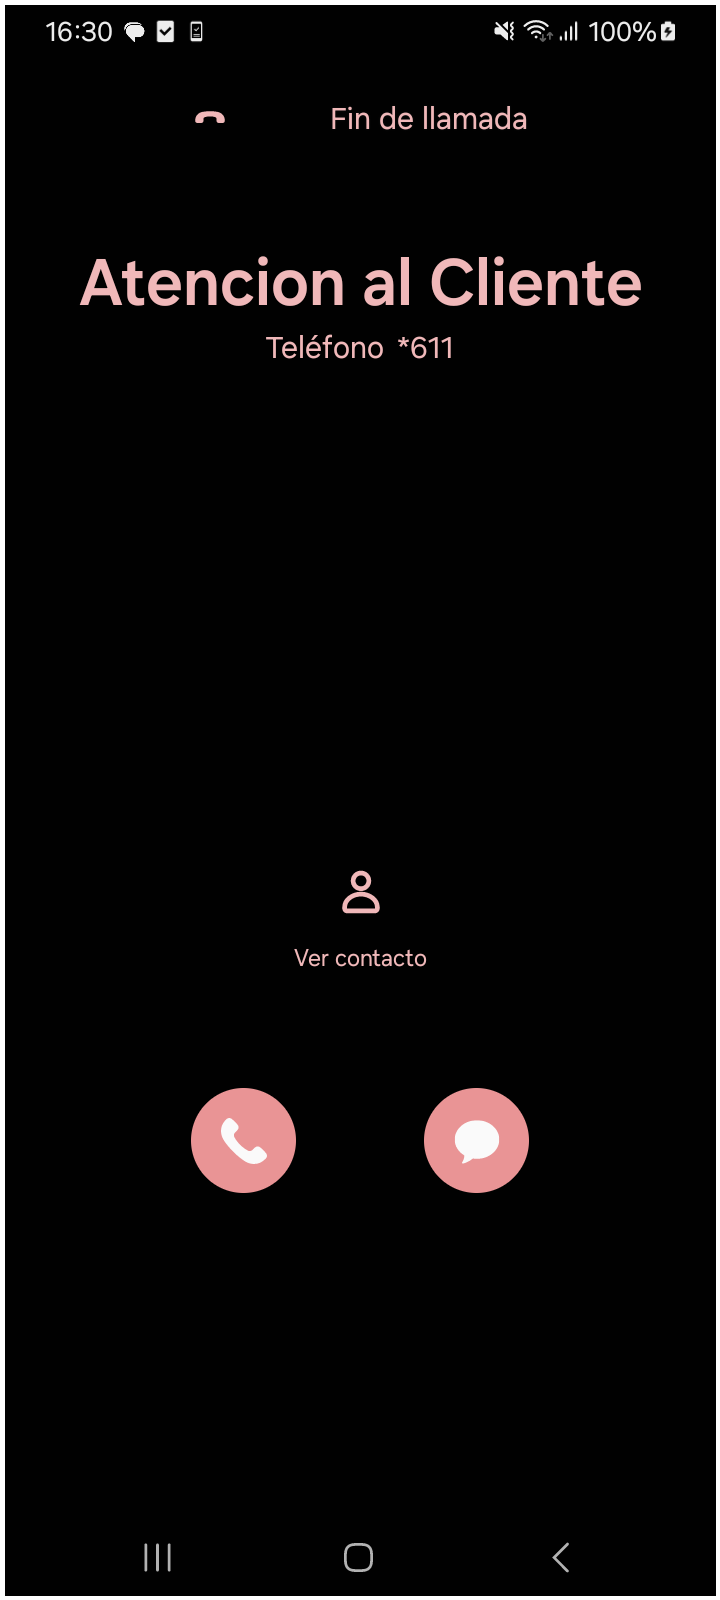 16:30 100%
Fin de llamada
Atencion al Cliente
Teléfono *611
Ver contacto